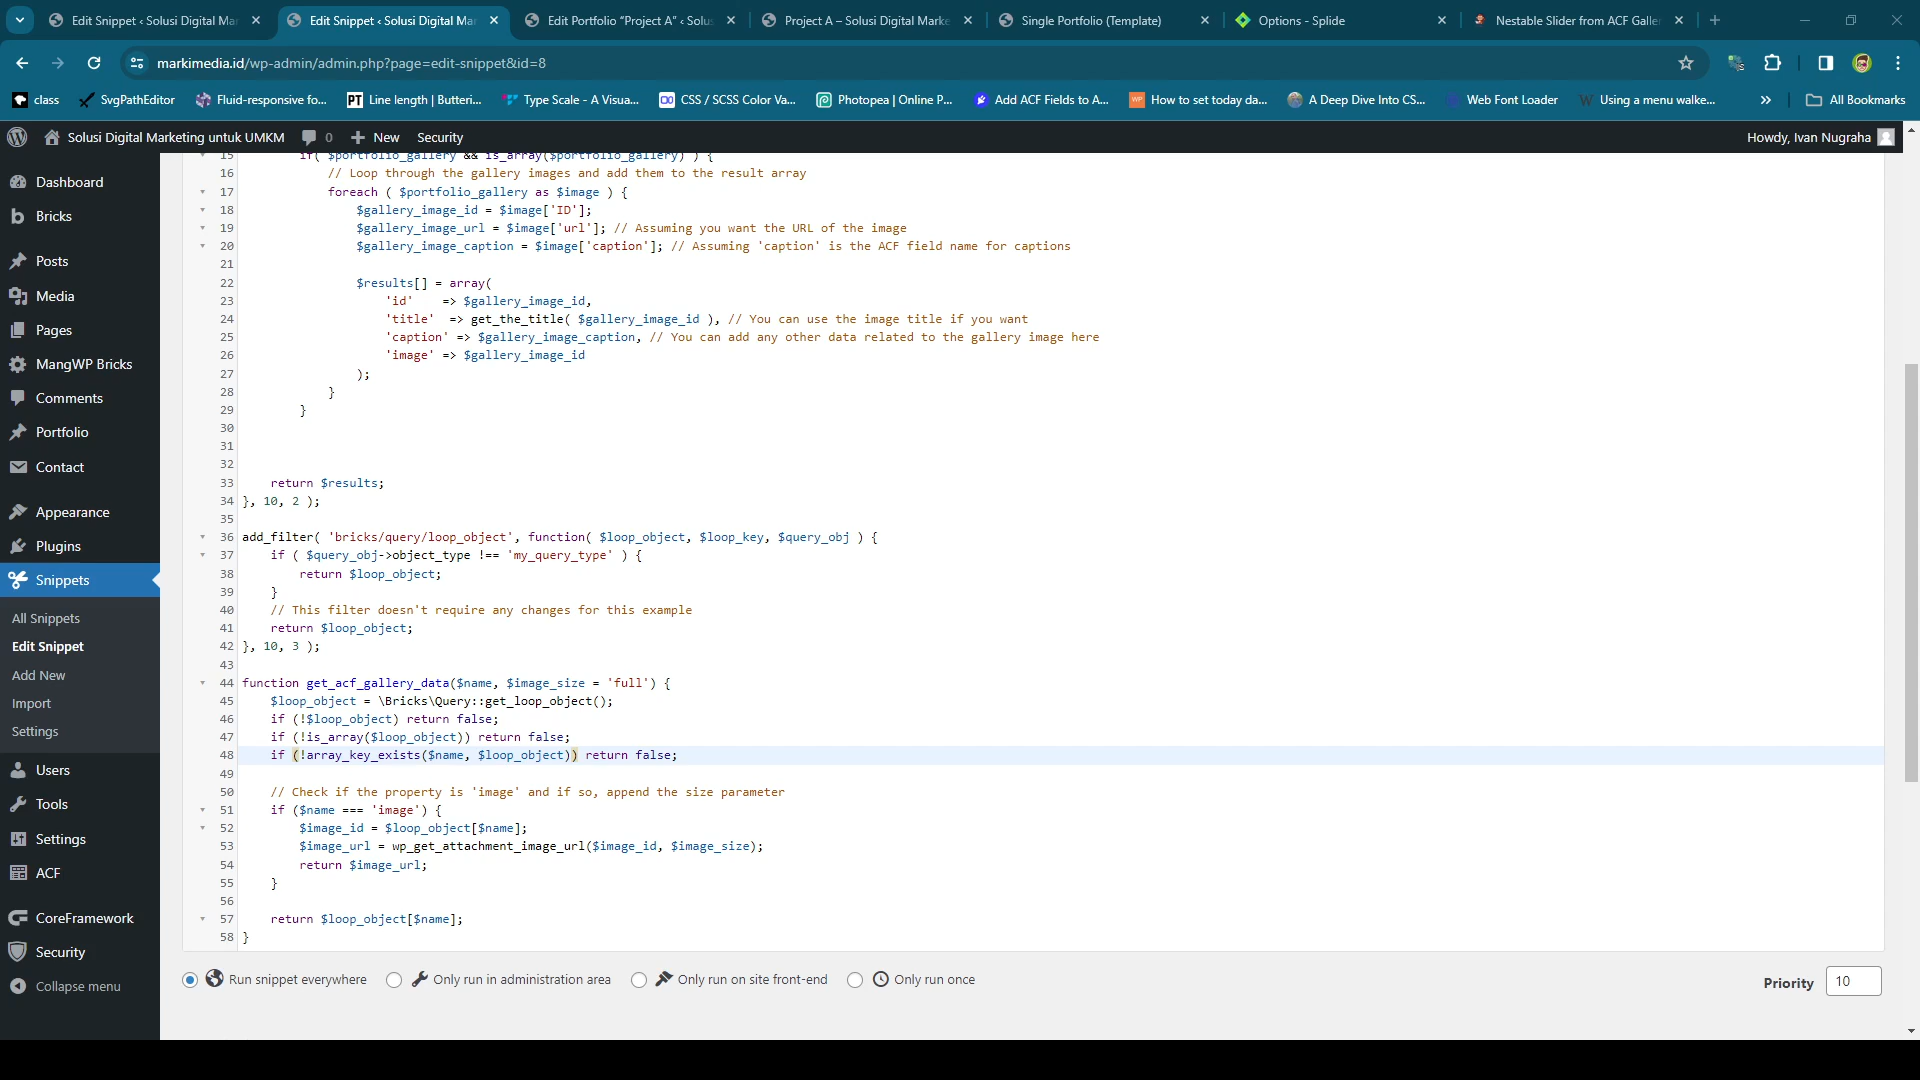 Edit Snippet ‹ Solusi Digital Mar
Edit Snippet ‹ Solusi Digital Mar
Edit Portfolio "Project A" ‹ Solus
Project A – Solusi Digital Marke
Single Portfolio (Template)
Options - Splide
Nestable Slider from ACF Galle
markimedia.id/wp-admin/admin.php?page=edit-snippet&id=8
class
SvgPathEditor
Fluid-responsive fo...
PT Line length | Butteri...
Type Scale - A Visua...
CSS / SCSS Color Va...
Photopea | Online P...
Add ACF Fields to A...
How to set today da...
A Deep Dive Into CS...
Web Font Loader
Using a menu walke...
All Bookmarks
Solusi Digital Marketing untuk UMKM
0
New
Security
Howdy, Ivan Nugraha
Dashboard
Bricks
Posts
Media
Pages
MangWP Bricks
Comments
Portfolio
Contact
Appearance
Plugins
Snippets
All Snippets
Edit Snippet
Add New
Import
Settings
Users
Tools
Settings
ACF
CoreFramework
Security
Collapse menu
15 if( $portfolio_gallery && is_array($portfolio_gallery) ) {
16 // Loop through the gallery images and add them to the result array
17 foreach ( $portfolio_gallery as $image ) {
18 $gallery_image_id = $image['ID'];
19 $gallery_image_url = $image['url']; // Assuming you want the URL of the image
20 $gallery_image_caption = $image['caption']; // Assuming 'caption' is the ACF field name for captions
21
22 $results[] = array(
23 'id' => $gallery_image_id,
24 'title' => get_the_title( $gallery_image_id ), // You can use the image title if you want
25 'caption' => $gallery_image_caption, // You can add any other data related to the gallery image here
26 'image' => $gallery_image_id
27 );
28 }
29 }
30
31
32
33 return $results;
34 }, 10, 2 );
35
36 add_filter( 'bricks/query/loop_object', function( $loop_object, $loop_key, $query_obj ) {
37 if ( $query_obj->object_type !== 'my_query_type' ) {
38 return $loop_object;
39 }
40 // This filter doesn't require any changes for this example
41 return $loop_object;
42 }, 10, 3 );
43
44 function get_acf_gallery_data($name, $image_size = 'full') {
45 $loop_object = \Bricks\Query::get_loop_object();
46 if (!$loop_object) return false;
47 if (!is_array($loop_object)) return false;
48 if (!array_key_exists($name, $loop_object)) return false;
49
50 // Check if the property is 'image' and if so, append the size parameter
51 if ($name === 'image') {
52 $image_id = $loop_object[$name];
53 $image_url = wp_get_attachment_image_url($image_id, $image_size);
54 return $image_url;
55 }
56
57 return $loop_object[$name];
58 }
Run snippet everywhere
Only run in administration area
Only run on site front-end
Only run once
Priority
10